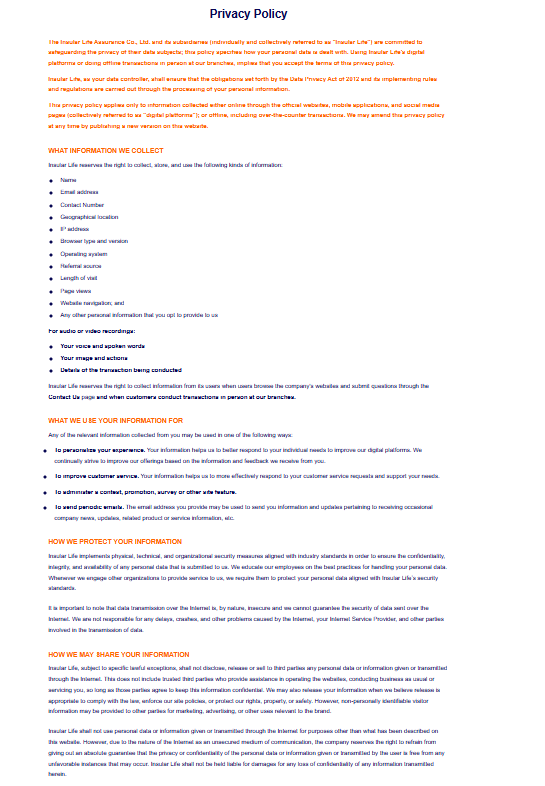 Privacy Policy
The Insular Life Assurance Co., Ltd. and its subsidiaries (individually and collectively referred to as "Insular Life") are committed to
safeguarding the privacy of their data subjects; this policy specifies how your personal data is dealt with. Using Insular Life's digital
platforms or doing offline transactions in person at our branches, implies that you accept the terms of this privacy policy.
Insular Life, as your data controller, shall ensure that the obligations set forth by the Data Privacy Act of 2012 and its implementing rules
and regulations are carried out through the processing of your personal information.
This privacy policy applies only to information collected either online through the official websites, mobile applications, and social media
pages (collectively referred to as "digital platforms"); or offline, including over-the-counter transactions. We may amend this privacy policy
at any time by publishing a new version on this website.
WHAT INFORMATION WE COLLECT
Insular Life reserves the right to collect, store, and use the following kinds of information:
● Name
● Email address
● Contact Number
● Geographical location
● IP address
● Browser type and version
● Operating system
● Referral source
● Length of visit
● Page views
● Website navigation; and
● Any other personal information that you opt to provide to us
For audio or video recordings:
● Your voice and spoken words
● Your image and actions
● Details of the transaction being conducted
Insular Life reserves the right to collect information from its users when users browse the company's websites and submit questions through the
Contact Us page and when customers conduct transactions in person at our branches.
WHAT WE USE YOUR INFORMATION FOR
Any of the relevant information collected from you may be used in one of the following ways:
● To personalize your experience. Your information helps us to better respond to your individual needs to improve our digital platforms. We
continually strive to improve our offerings based on the information and feedback we receive from you.
● To improve customer service. Your information helps us to more effectively respond to your customer service requests and support your needs.
● To administer a contest, promotion, survey or other site feature.
● To send periodic emails. The email address you provide may be used to send you information and updates pertaining to receiving occasional
company news, updates, related product or service information, etc.
HOW WE PROTECT YOUR INFORMATION
Insular Life implements physical, technical, and organizational security measures aligned with industry standards in order to ensure the confidentiality,
integrity, and availability of any personal data that is submitted to us. We educate our employees on the best practices for handling your personal data.
Whenever we engage other organizations to provide service to us, we require them to protect your personal data aligned with Insular Life's security
standards.
It is important to note that data transmission over the Internet is, by nature, insecure and we cannot guarantee the security of data sent over the
Internet. We are not responsible for any delays, crashes, and other problems caused by the Internet, your Internet Service Provider, and other parties
involved in the transmission of data.
HOW WE MAY SHARE YOUR INFORMATION
Insular Life, subject to specific lawful exceptions, shall not disclose, release or sell to third parties any personal data or information given or transmitted
through the Internet. This does not include trusted third parties who provide assistance in operating the websites, conducting business as usual or
servicing you, so long as those parties agree to keep this information confidential. We may also release your information when we believe release is
appropriate to comply with the law, enforce our site policies, or protect our rights, property, or safety. However, non-personally identifiable visitor
information may be provided to other parties for marketing, advertising, or other uses relevant to the brand.
Insular Life shall not use personal data or information given or transmitted through the Internet for purposes other than what has been described on
this website. However, due to the nature of the Internet as an unsecured medium of communication, the company reserves the right to refrain from
giving out an absolute guarantee that the privacy or confidentiality of the personal data or information given or transmitted by the user is free from any
unfavorable instances that may occur. Insular Life shall not be held liable for damages for any loss of confidentiality of any information transmitted
herein.